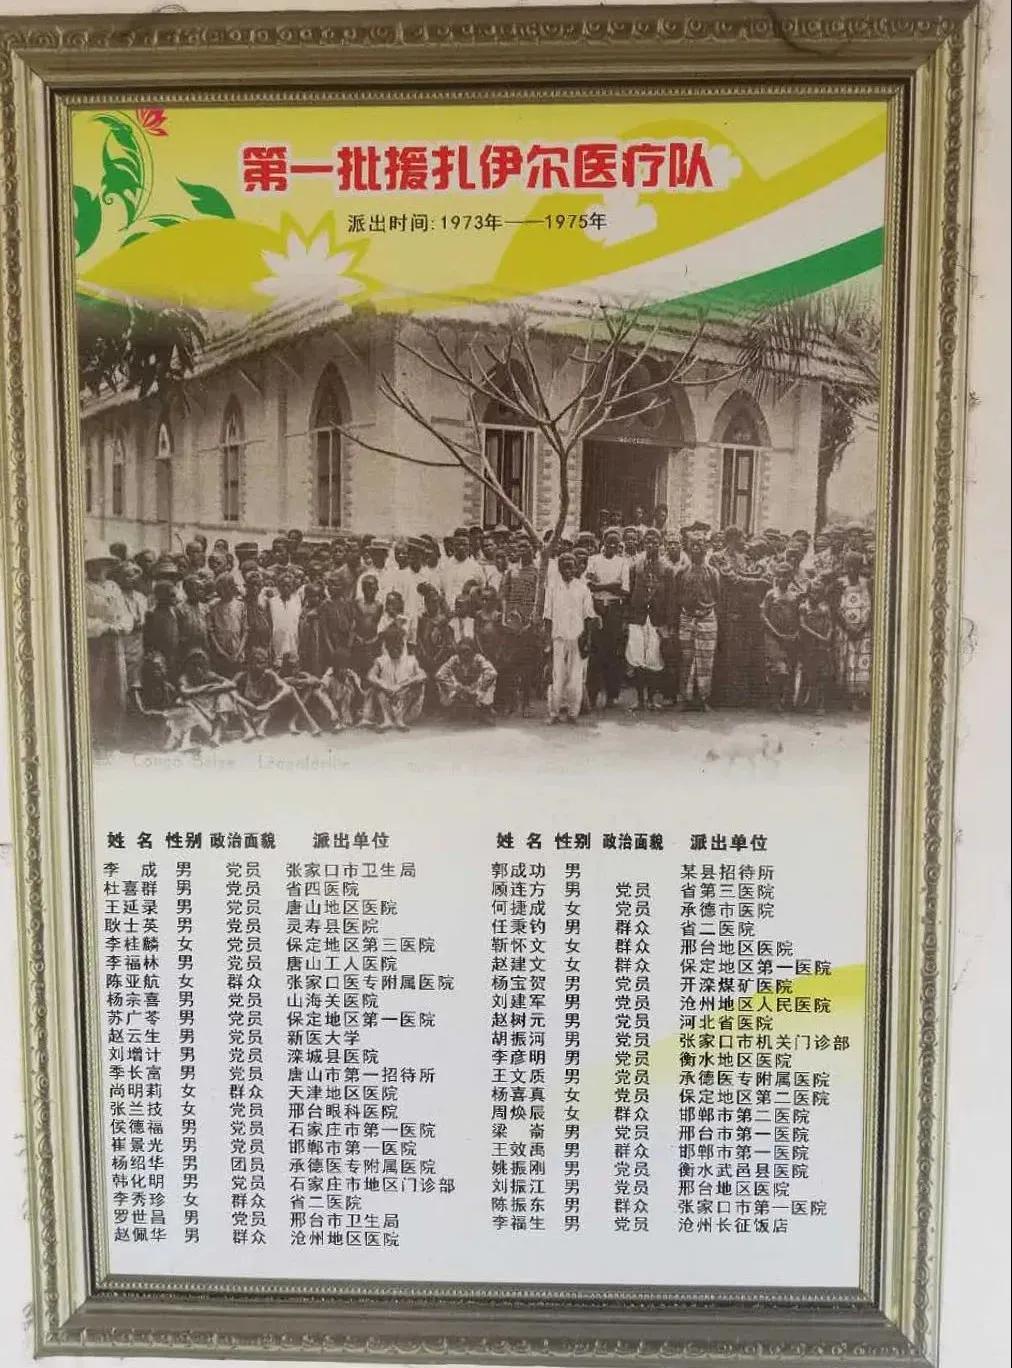 第一批援扎伊尔医疗队
派出时间:1973年——1975年
Congo Belge Léopoldville
姓 名 性别 政治面貌 派出单位
李 成 男 党员 张家口市卫生局
杜喜群 男 党员 省四医院
王延录 男 党员 唐山地区医院
耿士英 男 党员 灵寿县医院
李桂麟 女 党员 保定地区第三医院
李福林 男 党员 唐山工人医院
陈亚航 女 群众 张家口医专附属医院
杨宗喜 男 党员 山海关医院
苏广苓 男 党员 保定地区第一医院
赵云生 男 党员 新医大学
刘增计 男 党员 滦城县医院
季长富 男 党员 唐山市第一招待所
尚明莉 女 群众 天津地区医院
张兰技 女 党员 邢台眼科医院
侯德福 男 党员 石家庄市第一医院
崔景光 男 党员 邯郸市第一医院
杨绍华 男 团员 承德医专附属医院
韩化明 男 党员 石家庄市地区门诊部
李秀珍 女 群众 省二医院
罗世昌 男 党员 邢台市卫生局
赵佩华 男 群众 沧州地区医院
姓 名 性别 政治面貌 派出单位
郭成功 男 某县招待所
顾连方 男 党员 省第三医院
何捷成 女 党员 承德市医院
任秉钧 男 群众 省二医院
靳怀文 女 群众 邢台地区医院
赵建文 女 群众 保定地区第一医院
杨宝贺 男 党员 开滦煤矿医院
刘建军 男 党员 沧州地区人民医院
赵树元 男 党员 河北省医院
胡振河 男 党员 张家口市机关门诊部
李彦明 男 党员 衡水地区医院
王文质 男 党员 承德医专附属医院
杨喜真 女 党员 保定地区第二医院
周焕辰 女 群众 邯郸市第二医院
梁 崙 男 党员 邢台市第一医院
王效禹 男 群众 邯郸市第一医院
姚振刚 男 党员 衡水武邑县医院
刘振江 男 党员 邢台地区医院
陈振东 男 群众 张家口市第一医院
李福生 男 党员 沧州长征饭店